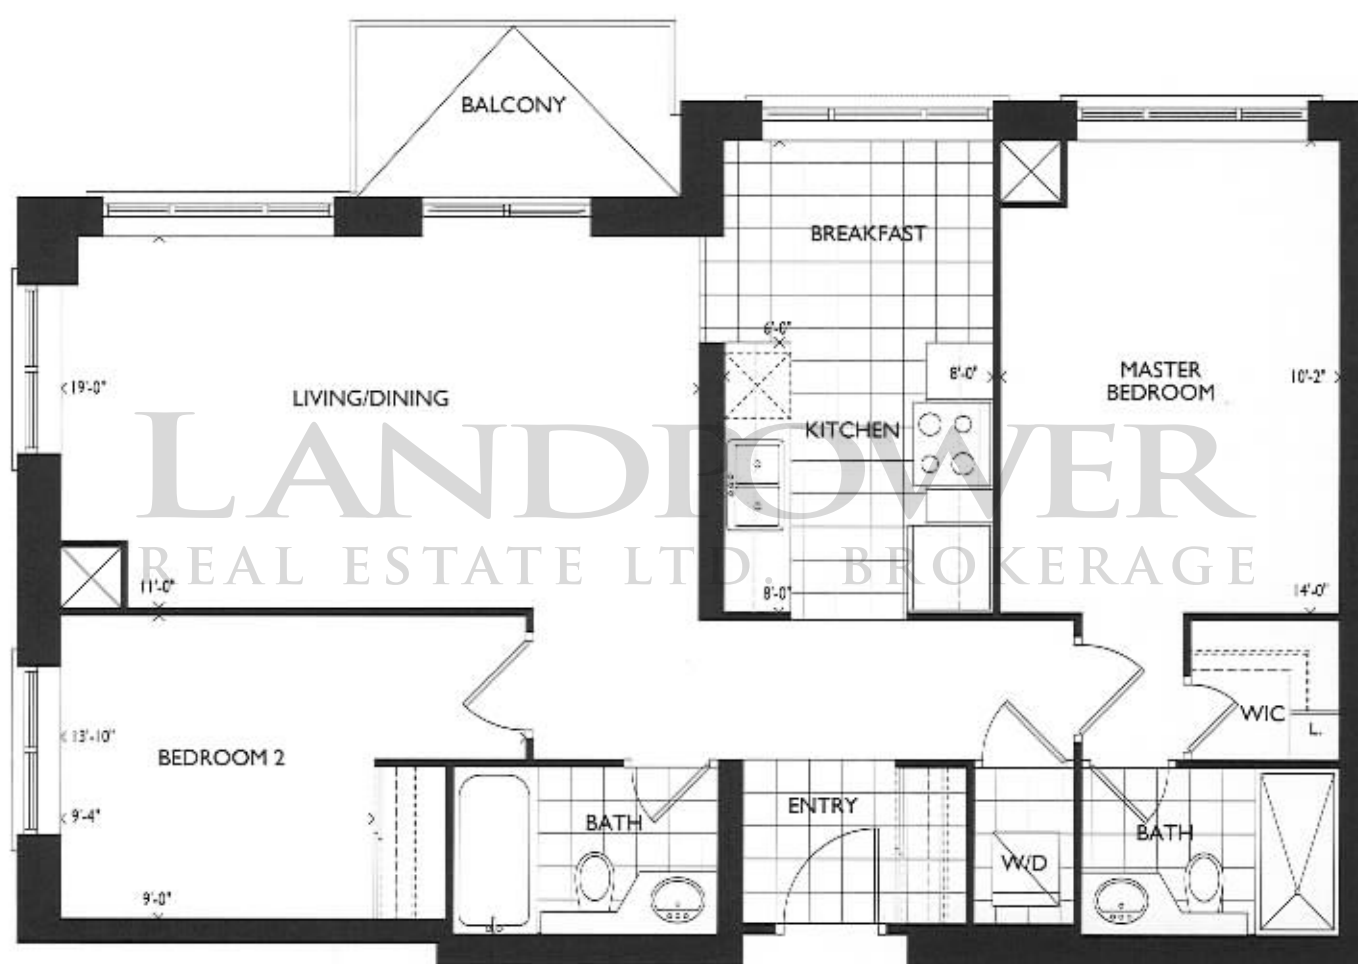 BALCONY
BREAKFAST
6'-0"
19'-0"
LIVING/DINING
8'-0"
MASTER
BEDROOM
10'-2"
KITCHEN
LANDPOWER
REAL ESTATE LTD. BROKERAGE
11'-0"
8'-0"
14'-0"
13'-10"
BEDROOM 2
WIC
L.
9'-4"
BATH
ENTRY
BATH
W/D
9'-0"